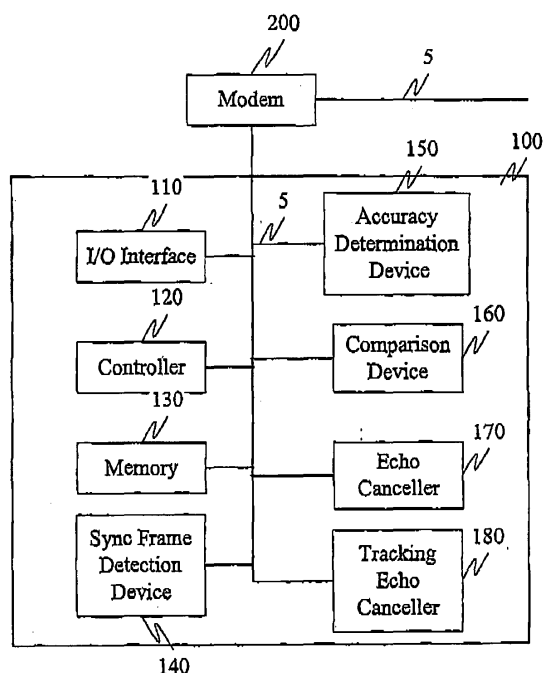 200
5
Modem
100
150
110
5
Accuracy
Determination
Device
I/O Interface
120
160
Controller
Comparison
Device
130
170
Memory
Echo
Canceller
180
Sync Frame
Detection
Device
Tracking
Echo
Canceller
140